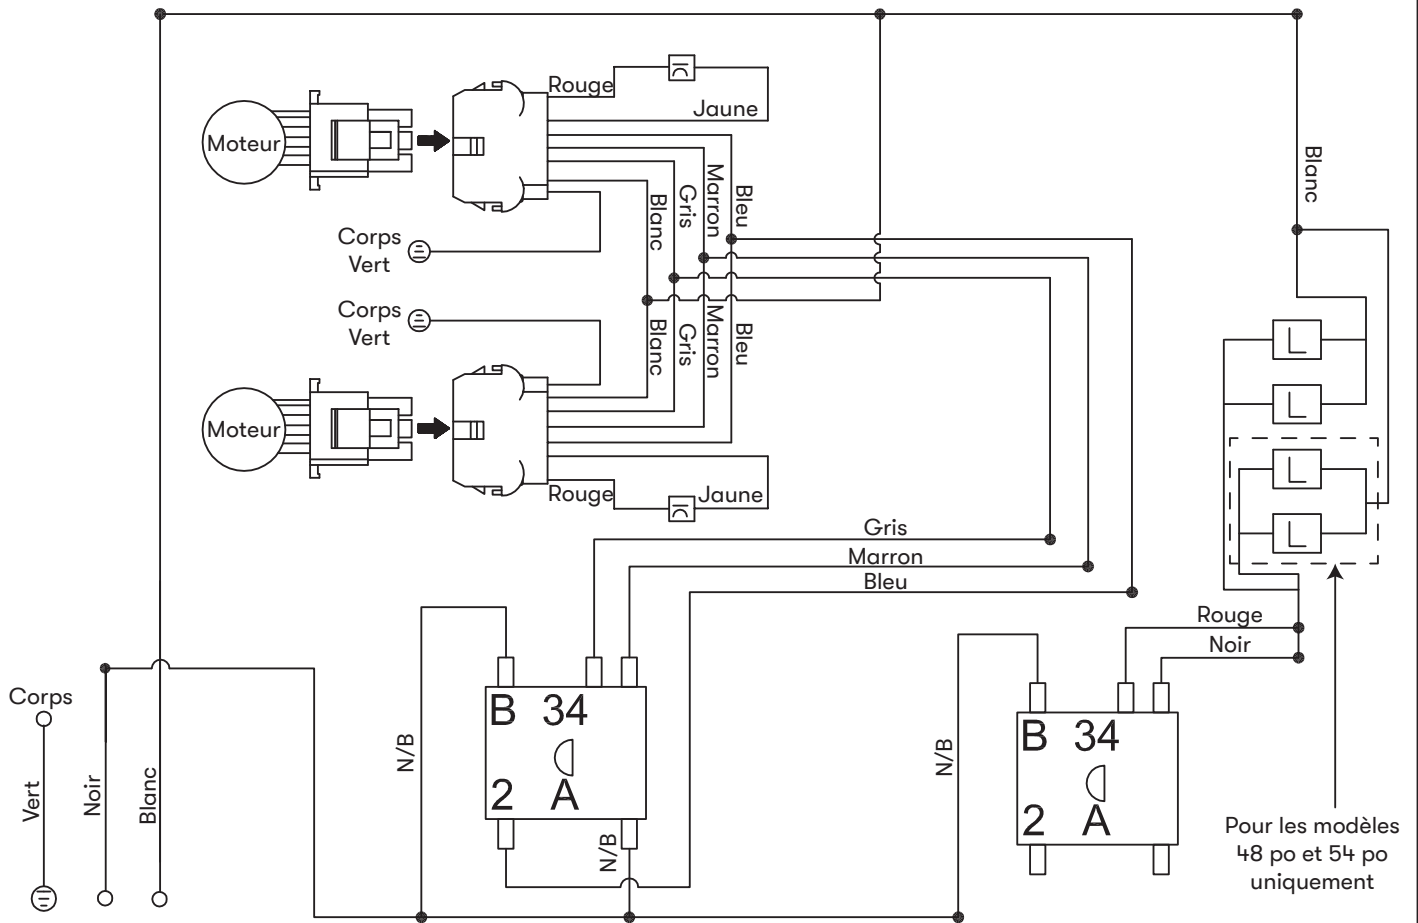 Rouge
Jaune
Moteur
Blanc
Gris
Marron
Bleu
Blanc
Corps
Vert
Corps
Vert
Blanc
Gris
Marron
Bleu
Moteur
Rouge
Jaune
Gris
Marron
Bleu
Rouge
Noir
Corps
Vert
Noir
Blanc
N/B
B 34
2 A
N/B
N/B
B 34
2 A
L
L
L
L
Pour les modèles
48 po et 54 po
uniquement